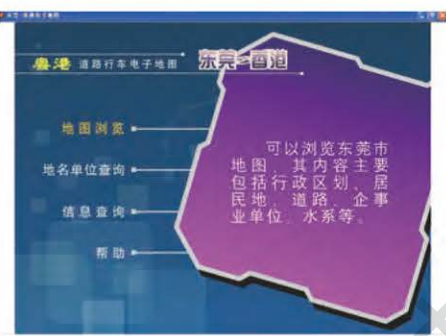 粤港 道路行车电子地图 东莞~香港
地图浏览
地名单位查询
信息查询
帮助
可以浏览东莞市
地图，其内容主要
包括行政区划、居
民地、道路、企事
业单位、水系等。